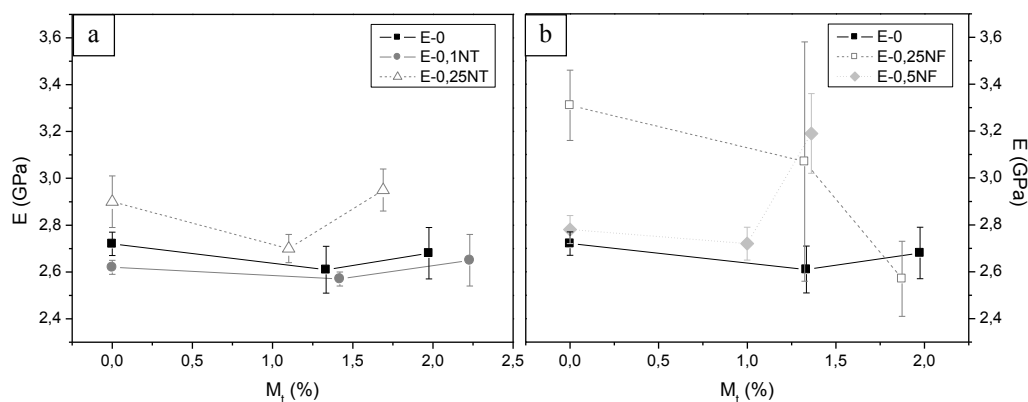 a
E-0
E-0,1NT
E-0,25NT
3,6
3,4
3,2
3,0
2,8
2,6
2,4
E (GPa)
0,0 0,5 1,0 1,5 2,0 2,5
Mt (%)
b
E-0
E-0,25NF
E-0,5NF
3,6
3,4
3,2
3,0
2,8
2,6
2,4
E (GPa)
0,0 0,5 1,0 1,5 2,0
Mt (%)